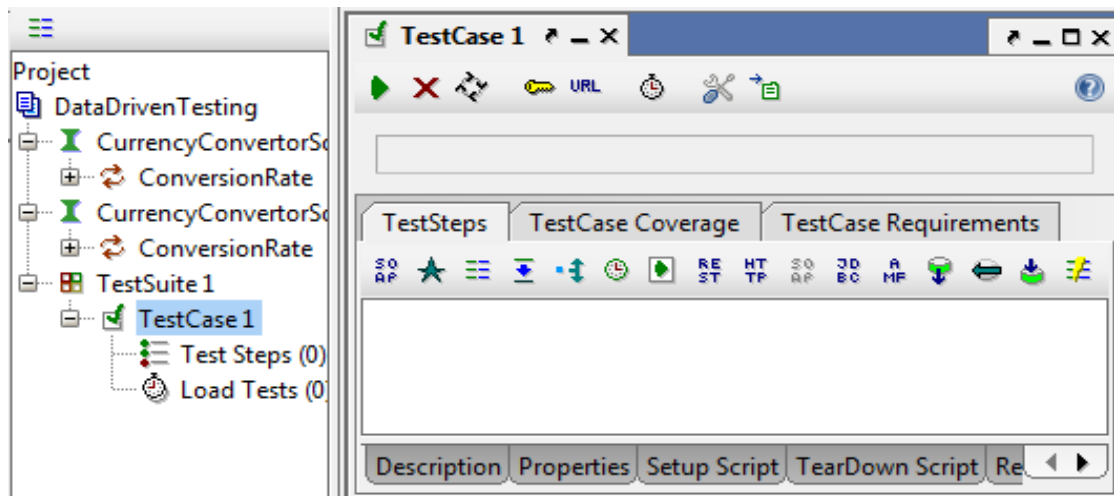 Project
DataDrivenTesting
CurrencyConvertorSo
ConversionRate
CurrencyConvertorSo
ConversionRate
TestSuite 1
TestCase 1
Test Steps (0)
Load Tests (0)
TestCase 1
URL
TestSteps TestCase Coverage TestCase Requirements
SO AP RE ST HT TP SO AP JD BC A MF
Description Properties Setup Script TearDown Script Re